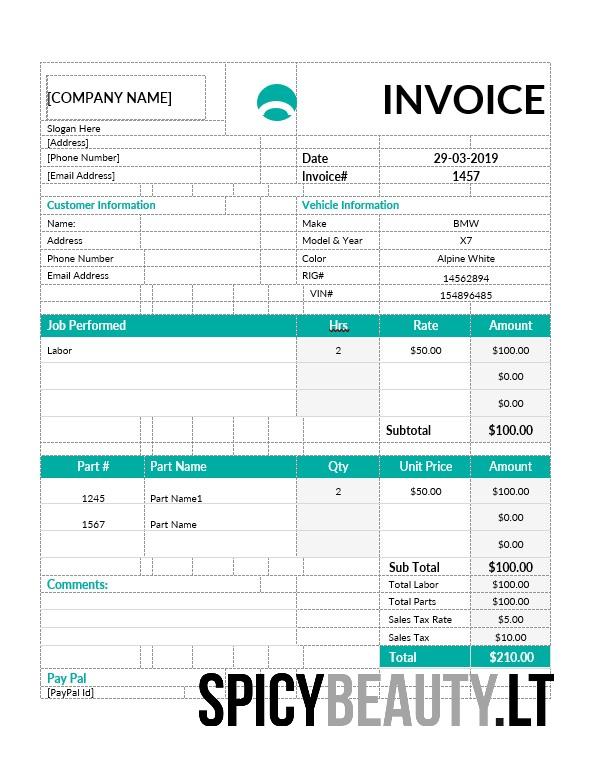 [COMPANY NAME]
INVOICE
Slogan Here
[Address]
[Phone Number] Date 29-03-2019
[Email Address] Invoice# 1457
Customer Information Vehicle Information
Name: Make BMW
Address Model & Year X7
Phone Number Color Alpine White
Email Address RIG# 14562894
VIN# 154896485
Job Performed Hrs Rate Amount
Labor 2 $50.00 $100.00
$0.00
$0.00
Subtotal $100.00
Part # Part Name Qty Unit Price Amount
1245 Part Name1 2 $50.00 $100.00
1567 Part Name $0.00
$0.00
Sub Total $100.00
Comments: Total Labor $100.00
Total Parts $100.00
Sales Tax Rate $5.00
Sales Tax $10.00
Total $210.00
Pay Pal
[PayPal Id]
SPICYBEAUTY.LT